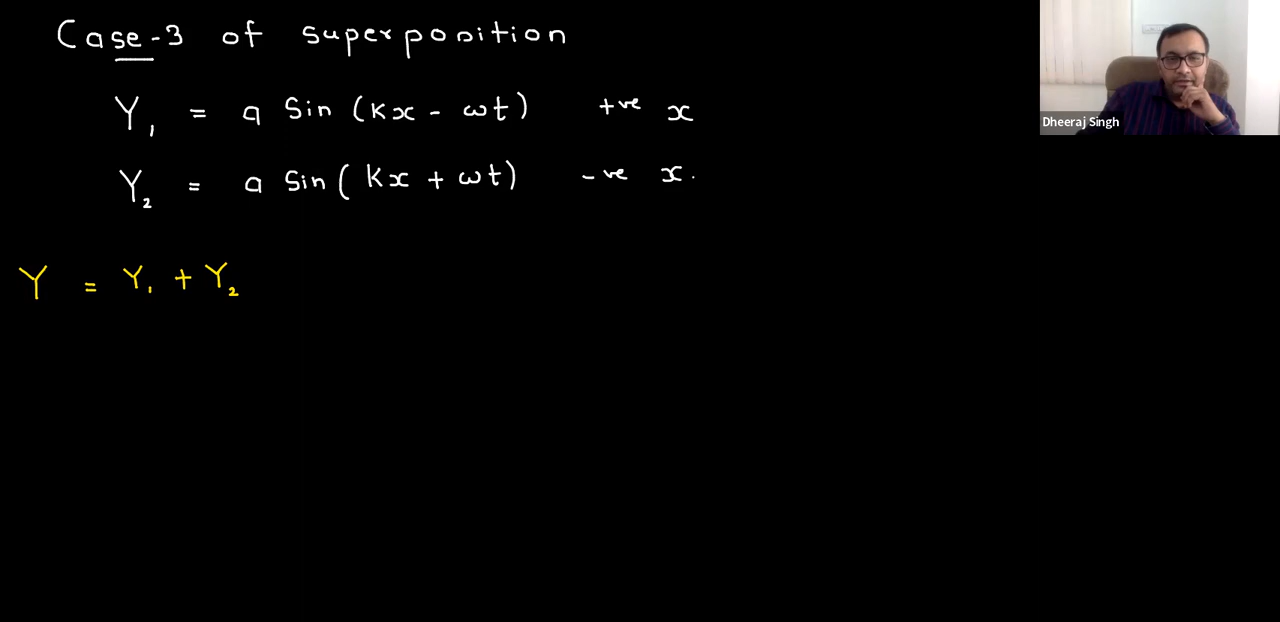 Case-3 of superposition
Y₁ = a Sin (Kx - ωt) +ve x
Y₂ = a Sin( Kx + ωt) -ve x.
Y = Y₁ + Y₂
Dheeraj Singh